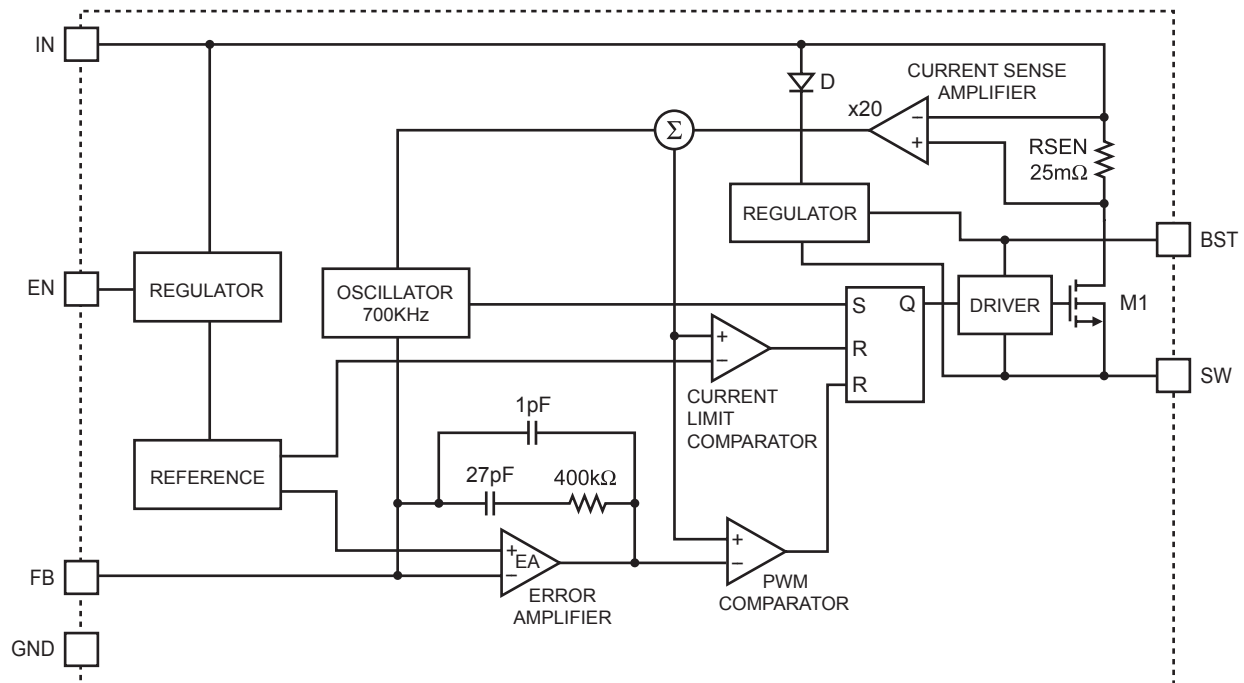 IN
D
CURRENT SENSE
AMPLIFIER
x20
−
+
Σ
RSEN
25mΩ
REGULATOR
BST
EN
REGULATOR
OSCILLATOR
700KHz
S
Q
R
R
DRIVER
M1
+
−
SW
CURRENT
LIMIT
COMPARATOR
1pF
27pF
400kΩ
REFERENCE
+
EA
−
ERROR
AMPLIFIER
+
−
PWM
COMPARATOR
FB
GND